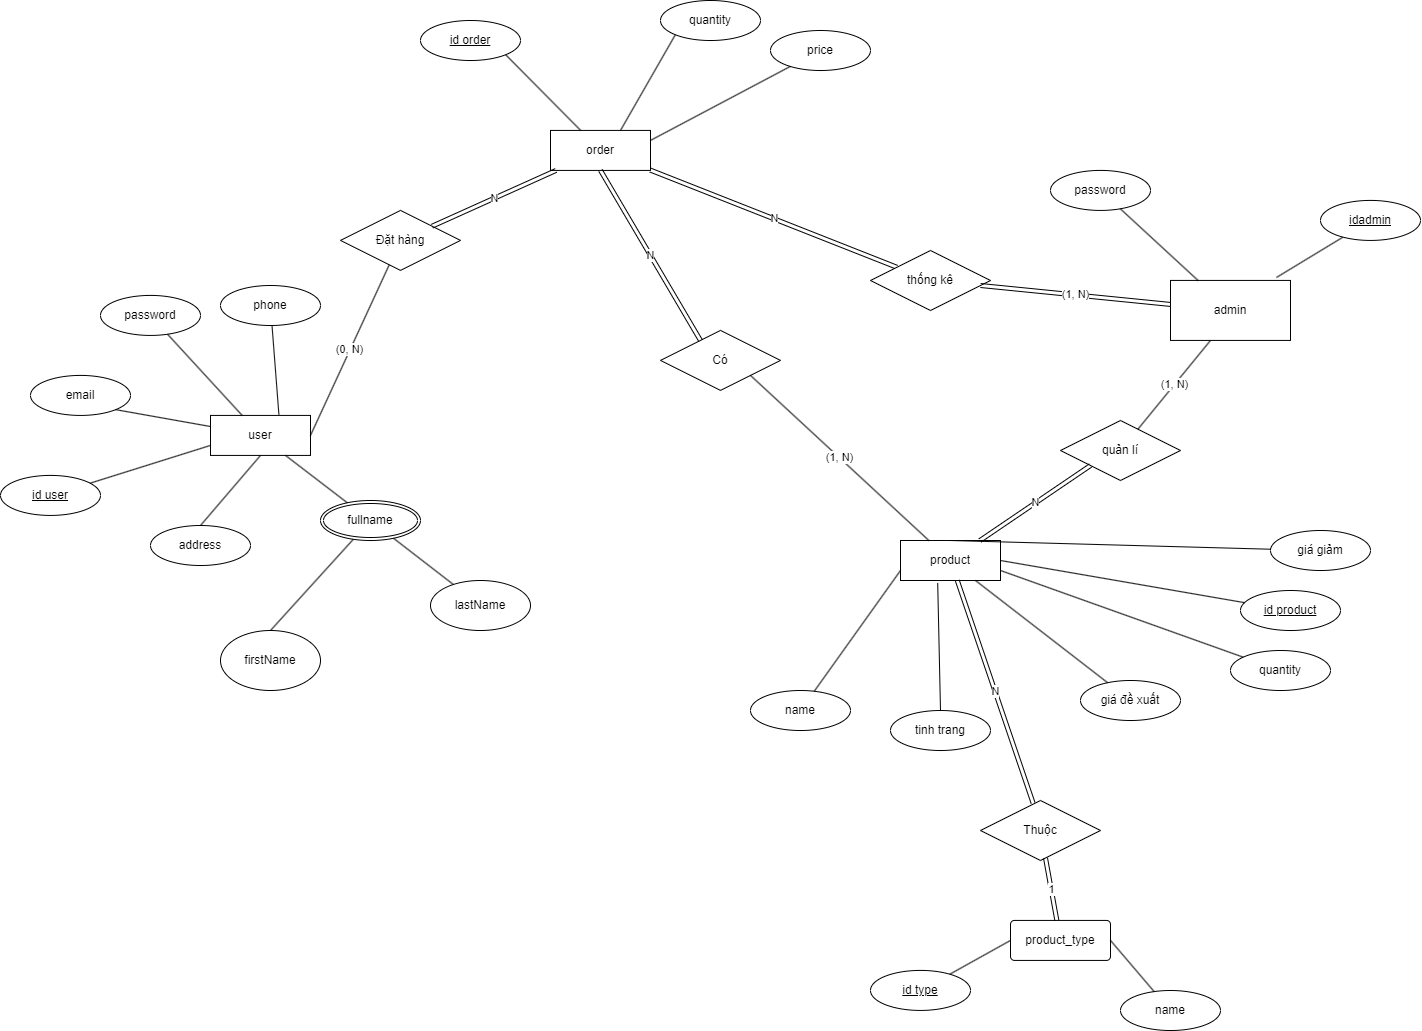 quantity
id order
price
order
password
N
idadmin
N
Đặt hàng
N
thống kê
(1, N)
phone
password
admin
(0, N)
Có
(1, N)
email
user
quản lí
(1, N)
id user
N
fullname
address
giá giảm
product
lastName
id product
firstName
quantity
N
giá đề xuất
name
tinh trang
Thuộc
1
product_type
id type
name